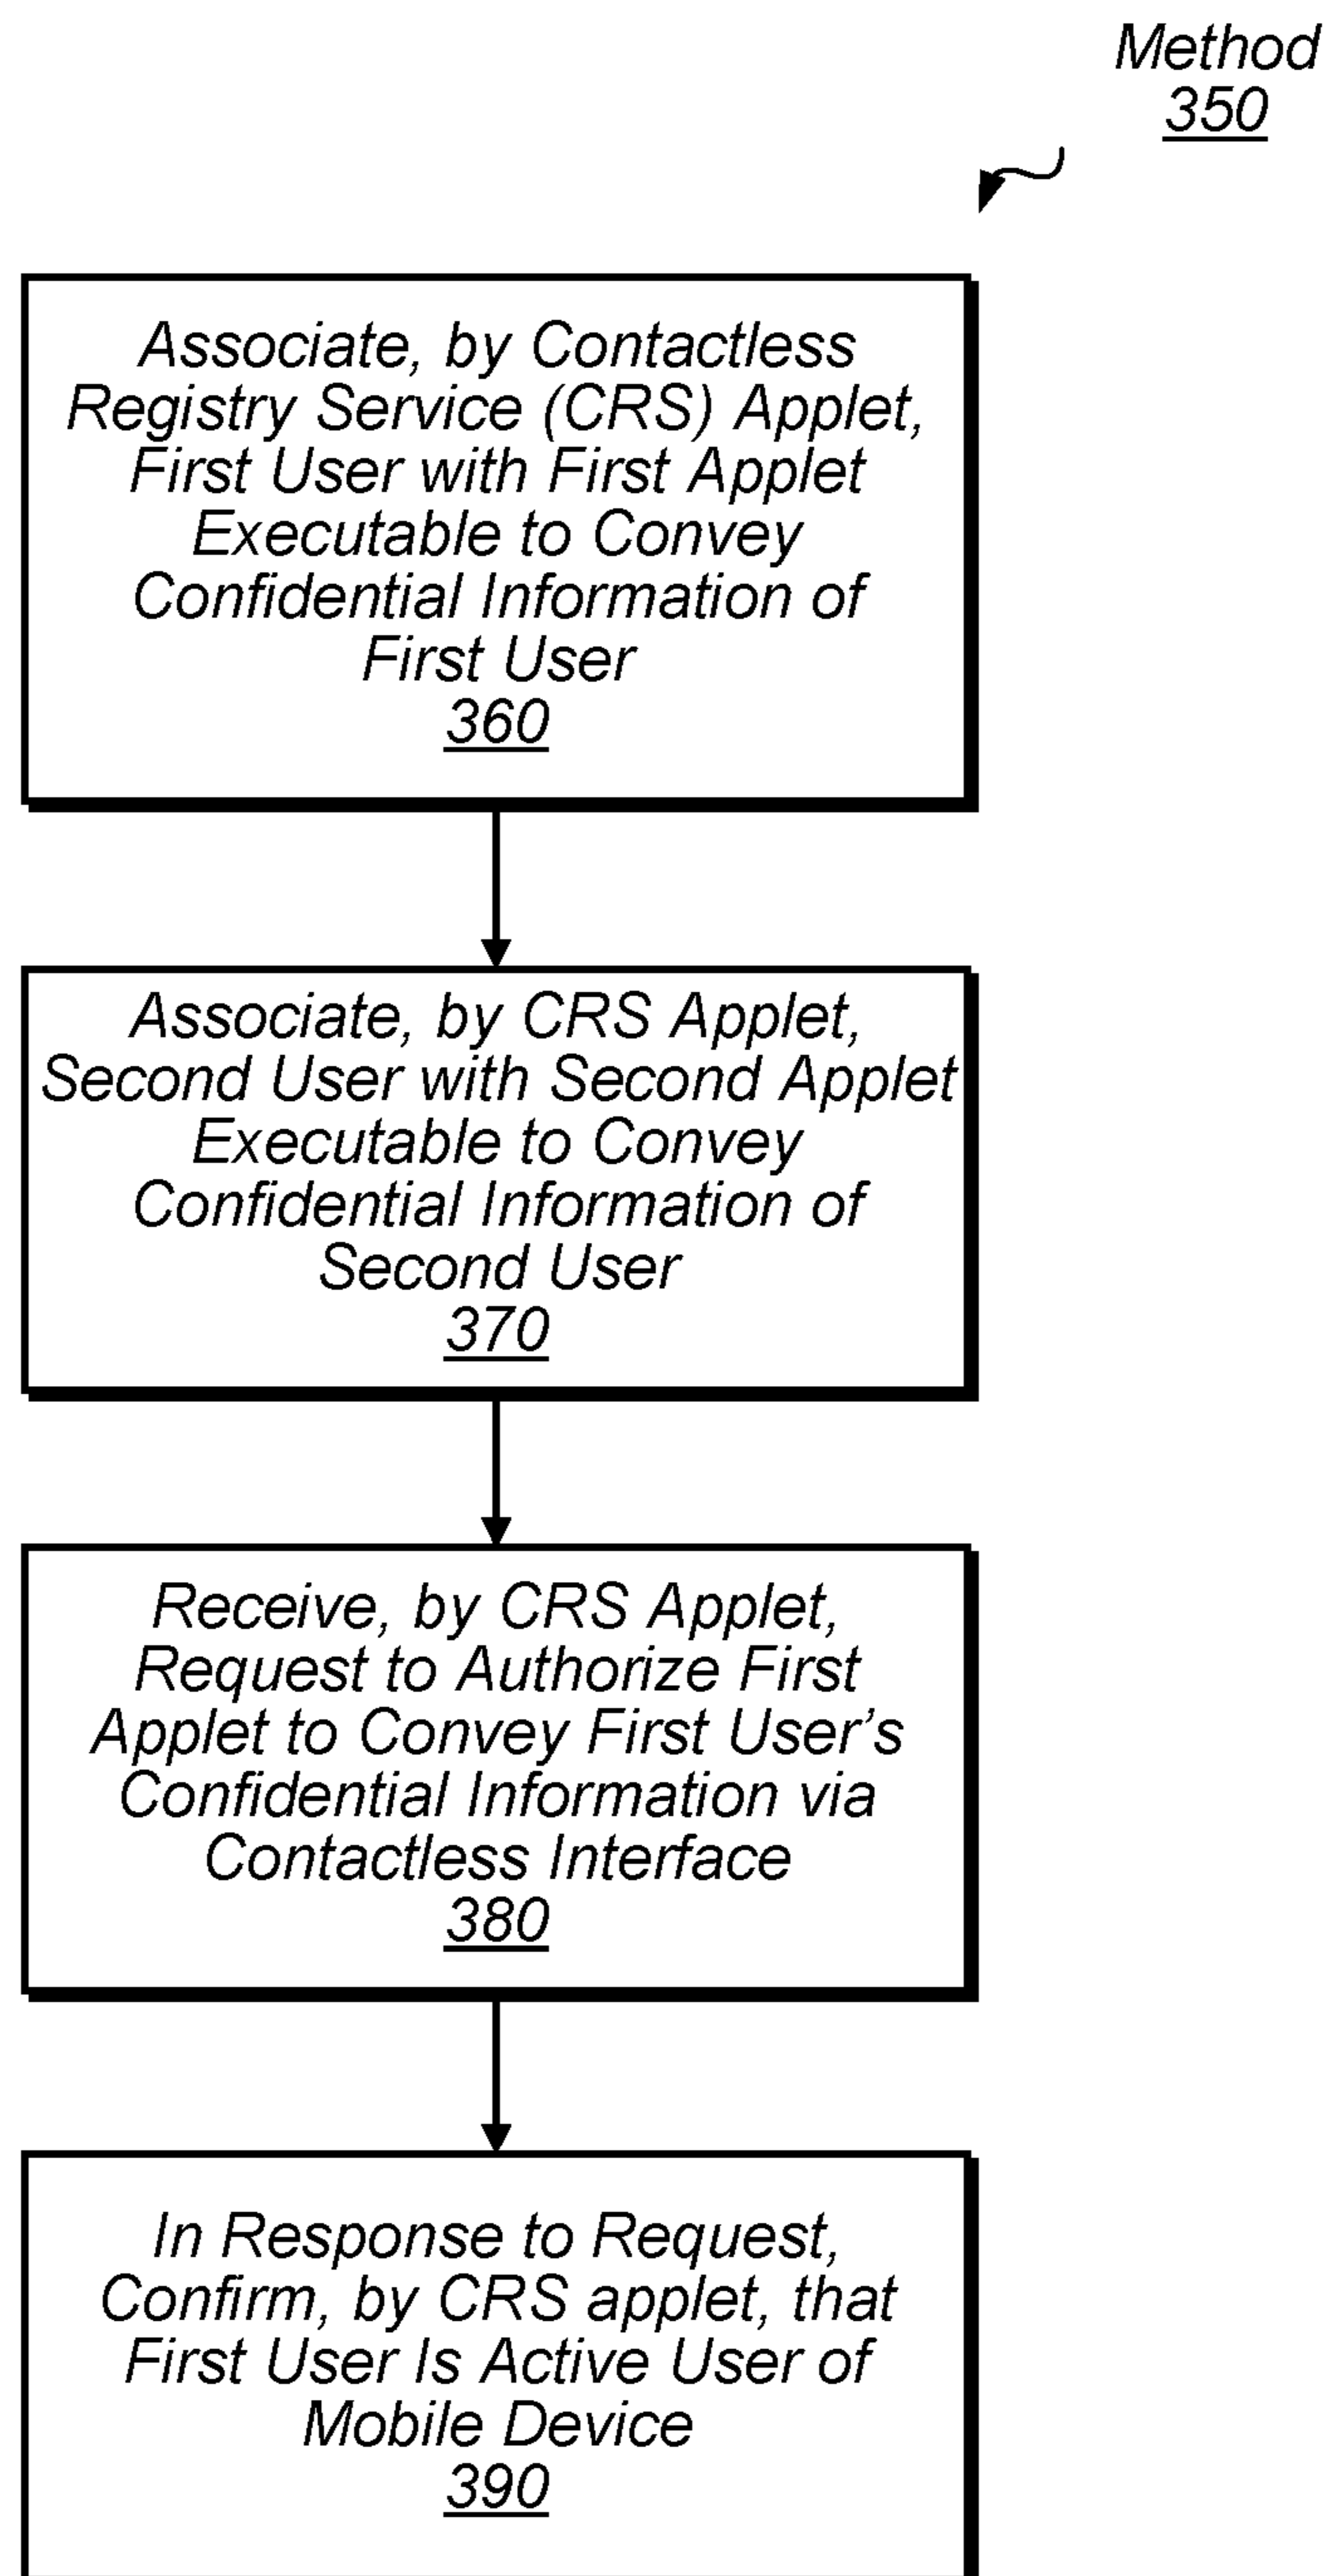 Method
350
Associate, by Contactless
Registry Service (CRS) Applet,
First User with First Applet
Executable to Convey
Confidential Information of
First User
360
Associate, by CRS Applet,
Second User with Second Applet
Executable to Convey
Confidential Information of
Second User
370
Receive, by CRS Applet,
Request to Authorize First
Applet to Convey First User’s
Confidential Information via
Contactless Interface
380
In Response to Request,
Confirm, by CRS applet, that
First User Is Active User of
Mobile Device
390